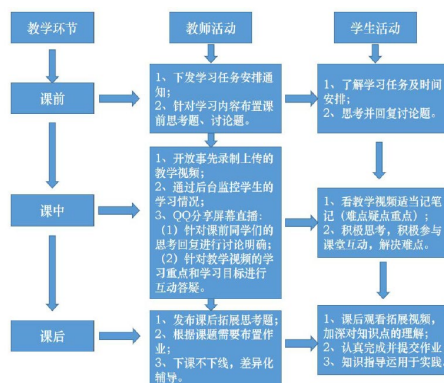 教学环节
教师活动
学生活动
课前
1、下发学习任务安排通
知；
2、针对学习内容布置课
前思考题、讨论题。
1、了解学习任务及时间
安排；
2、思考并回复讨论题。
课中
1、开放事先录制上传的
教学视频；
2、通过后台监控学生的
学习情况；
3、QQ分享屏幕直播：
（1）针对课前同学们的
思考回复进行讨论明确；
（2）针对教学视频的学
习重点和学习目标进行
互动答疑。
1、看教学视频适当记笔
记（难点疑点重点）；
2、积极思考，积极参与
课堂互动，解决难点。
课后
1、发布课后拓展思考题；
2、根据课题需要布置作
业；
3、下课不下线，差异化
辅导。
1、课后观看拓展视频，
加深对知识点的理解；
2、认真完成并提交作业
3、知识指导运用于实践。